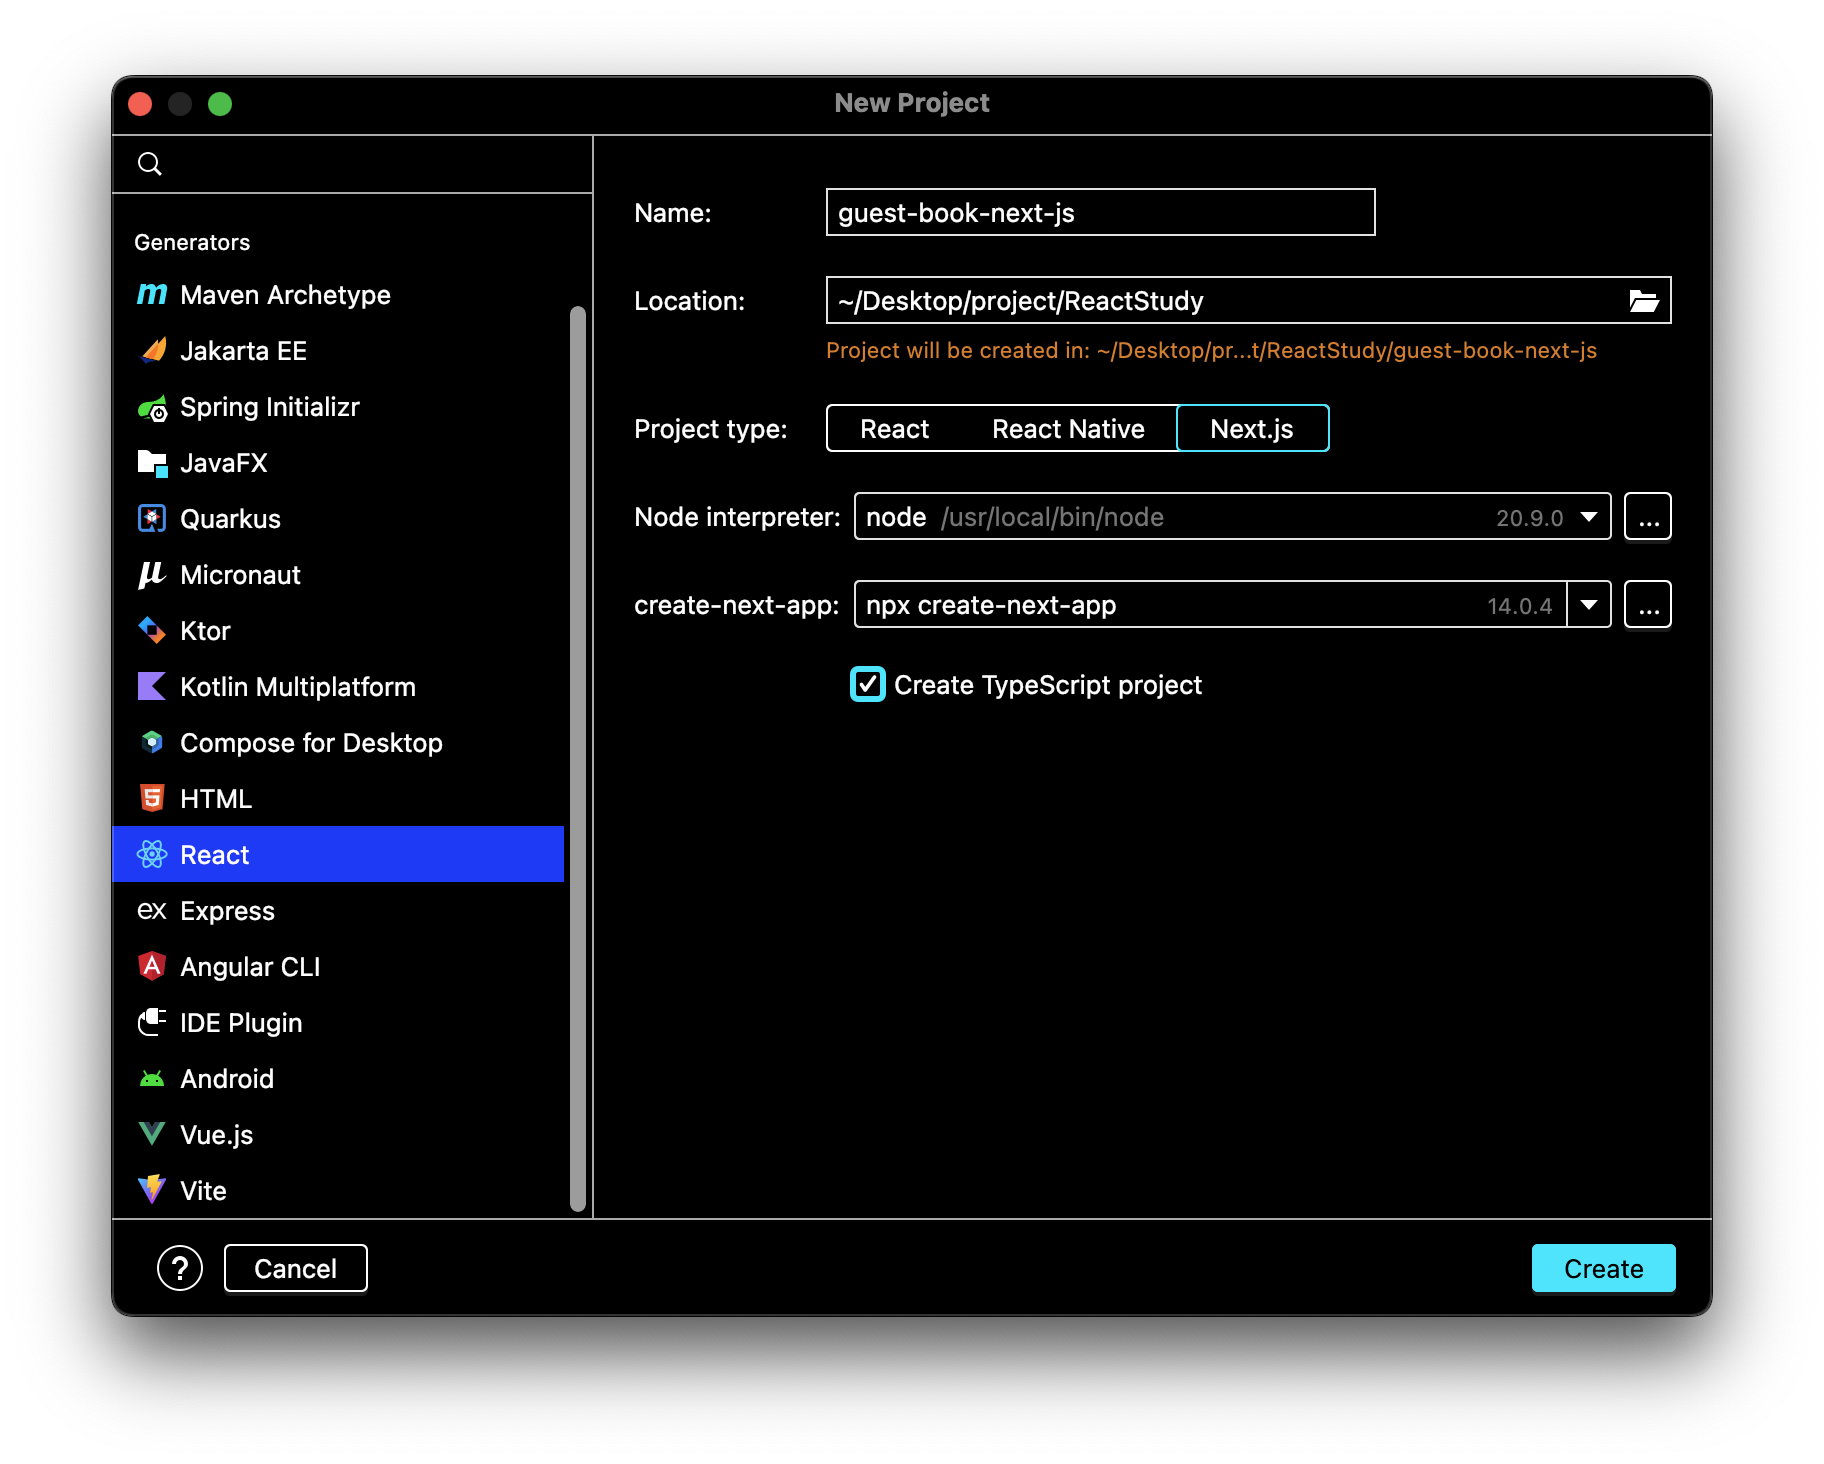 New Project
Generators
Maven Archetype
Jakarta EE
Spring Initializr
JavaFX
Quarkus
Micronaut
Ktor
Kotlin Multiplatform
Compose for Desktop
HTML
React
ex Express
Angular CLI
IDE Plugin
Android
Vue.js
Vite
Name: guest-book-next-js
Location: ~/Desktop/project/ReactStudy
Project will be created in: ~/Desktop/pr...t/ReactStudy/guest-book-next-js
Project type: React React Native Next.js
Node interpreter: node /usr/local/bin/node 20.9.0 ...
create-next-app: npx create-next-app 14.0.4 ...
Create TypeScript project
? Cancel Create